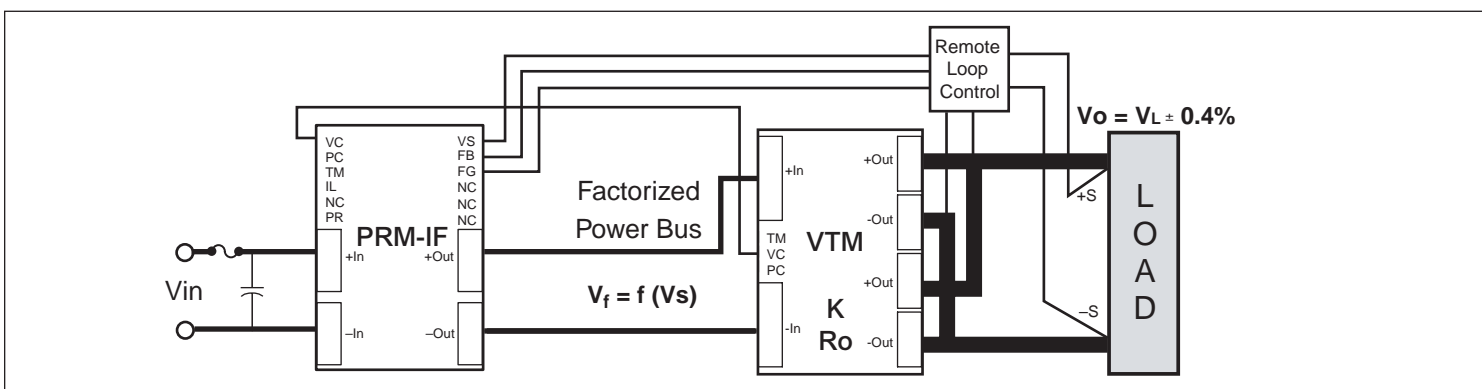 Remote
Loop
Control
Vo = VL ± 0.4%
VC
PC
TM
IL
NC
PR
VS
FB
FG
NC
NC
NC
PRM-IF
+In
–In
+Out
–Out
Vin
Factorized
Power Bus
Vf = f (Vs)
+In
TM
VC
PC
-In
VTM
K
Ro
+Out
-Out
+Out
-Out
+S
–S
L
O
A
D